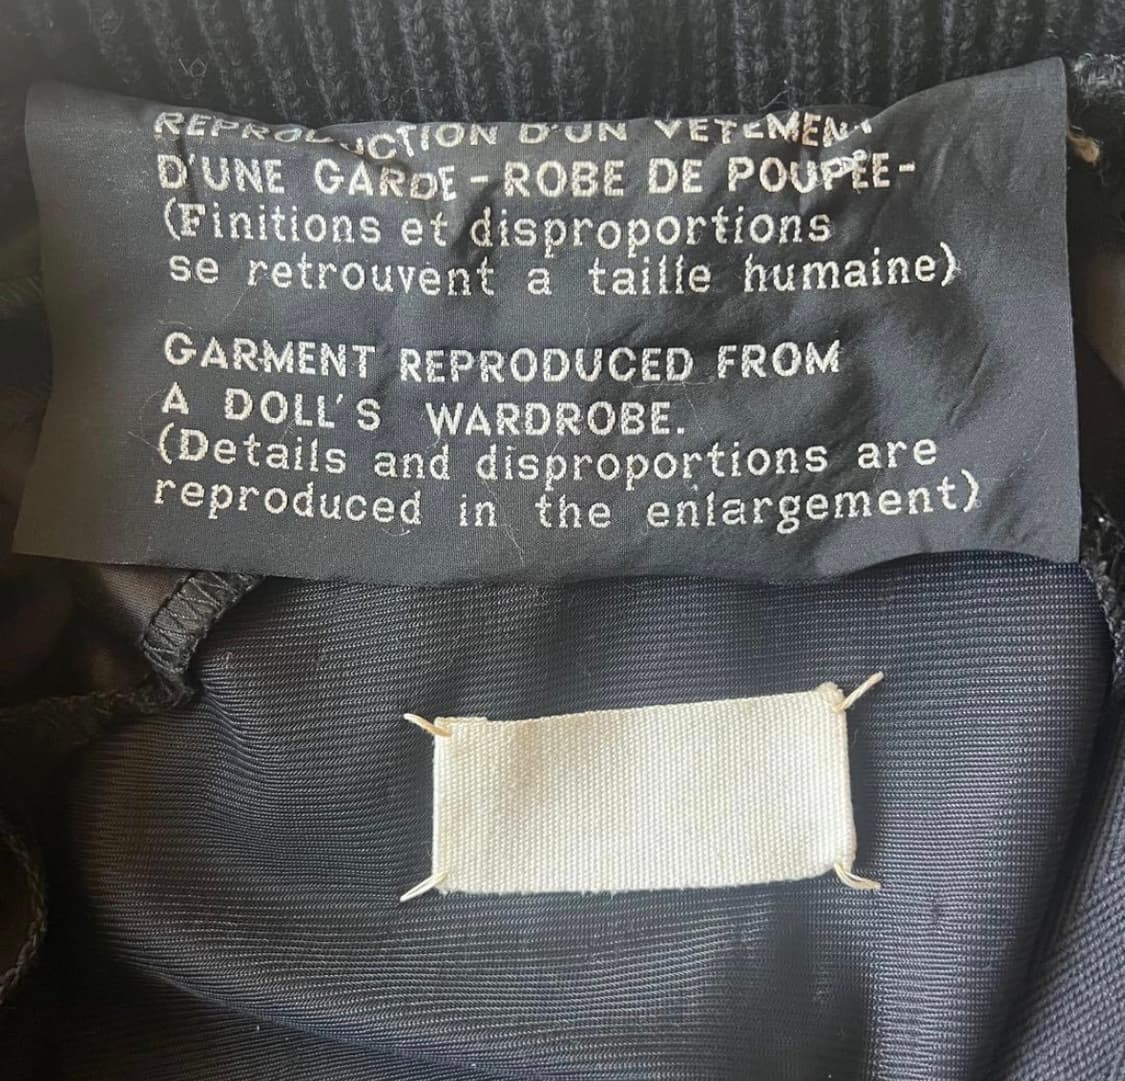 REPRODUCTION D'UN VETEMENT
D'UNE GARDE-ROBE DE POUPEE-
(Finitions et disproportions
se retrouvent a taille humaine)
GARMENT REPRODUCED FROM
A DOLL'S WARDROBE.
(Details and disproportions are
reproduced in the enlargement)